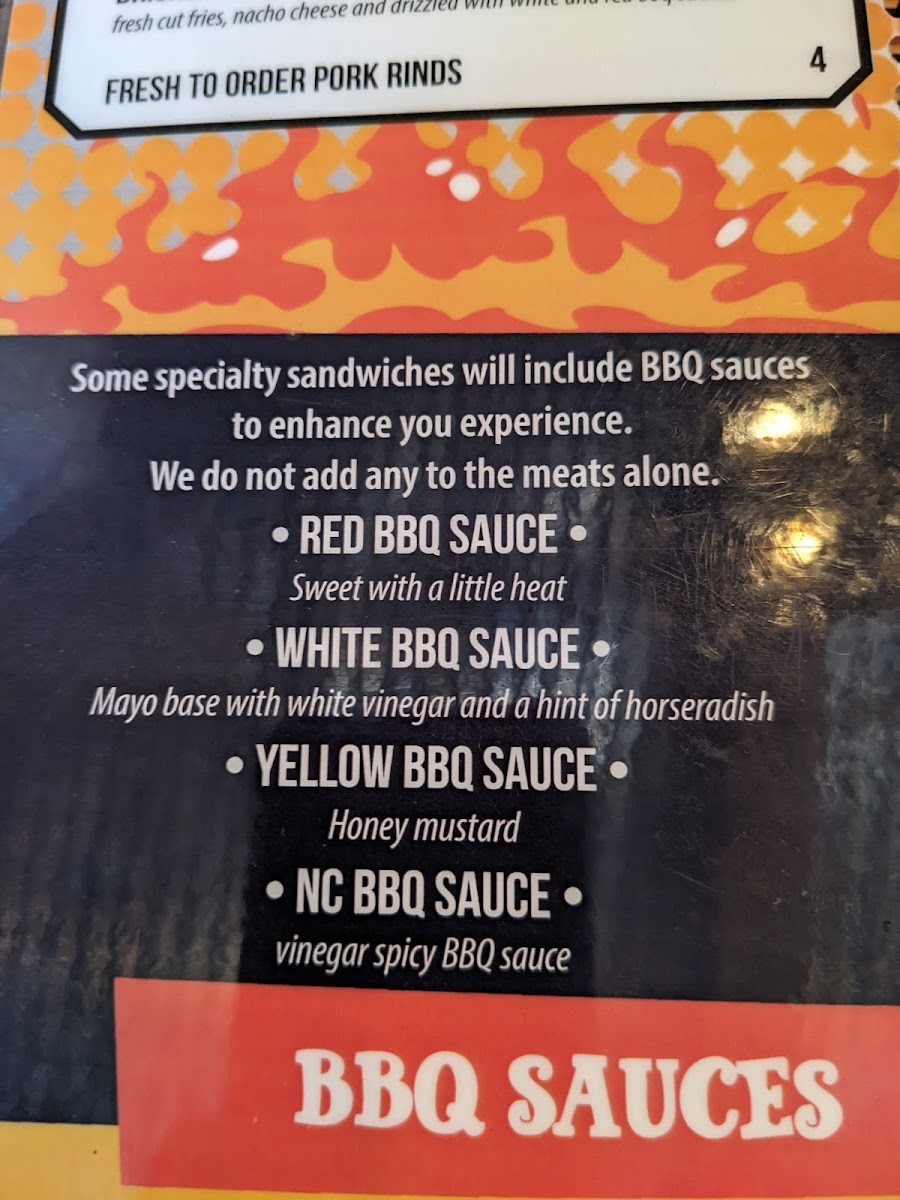 fresh cut fries, nacho cheese and drizzled with white and red
FRESH TO ORDER PORK RINDS 4
Some specialty sandwiches will include BBQ sauces
to enhance you experience.
We do not add any to the meats alone.
• RED BBQ SAUCE •
Sweet with a little heat
• WHITE BBQ SAUCE •
Mayo base with white vinegar and a hint of horseradish
• YELLOW BBQ SAUCE •
Honey mustard
• NC BBQ SAUCE •
vinegar spicy BBQ sauce
BBQ SAUCES